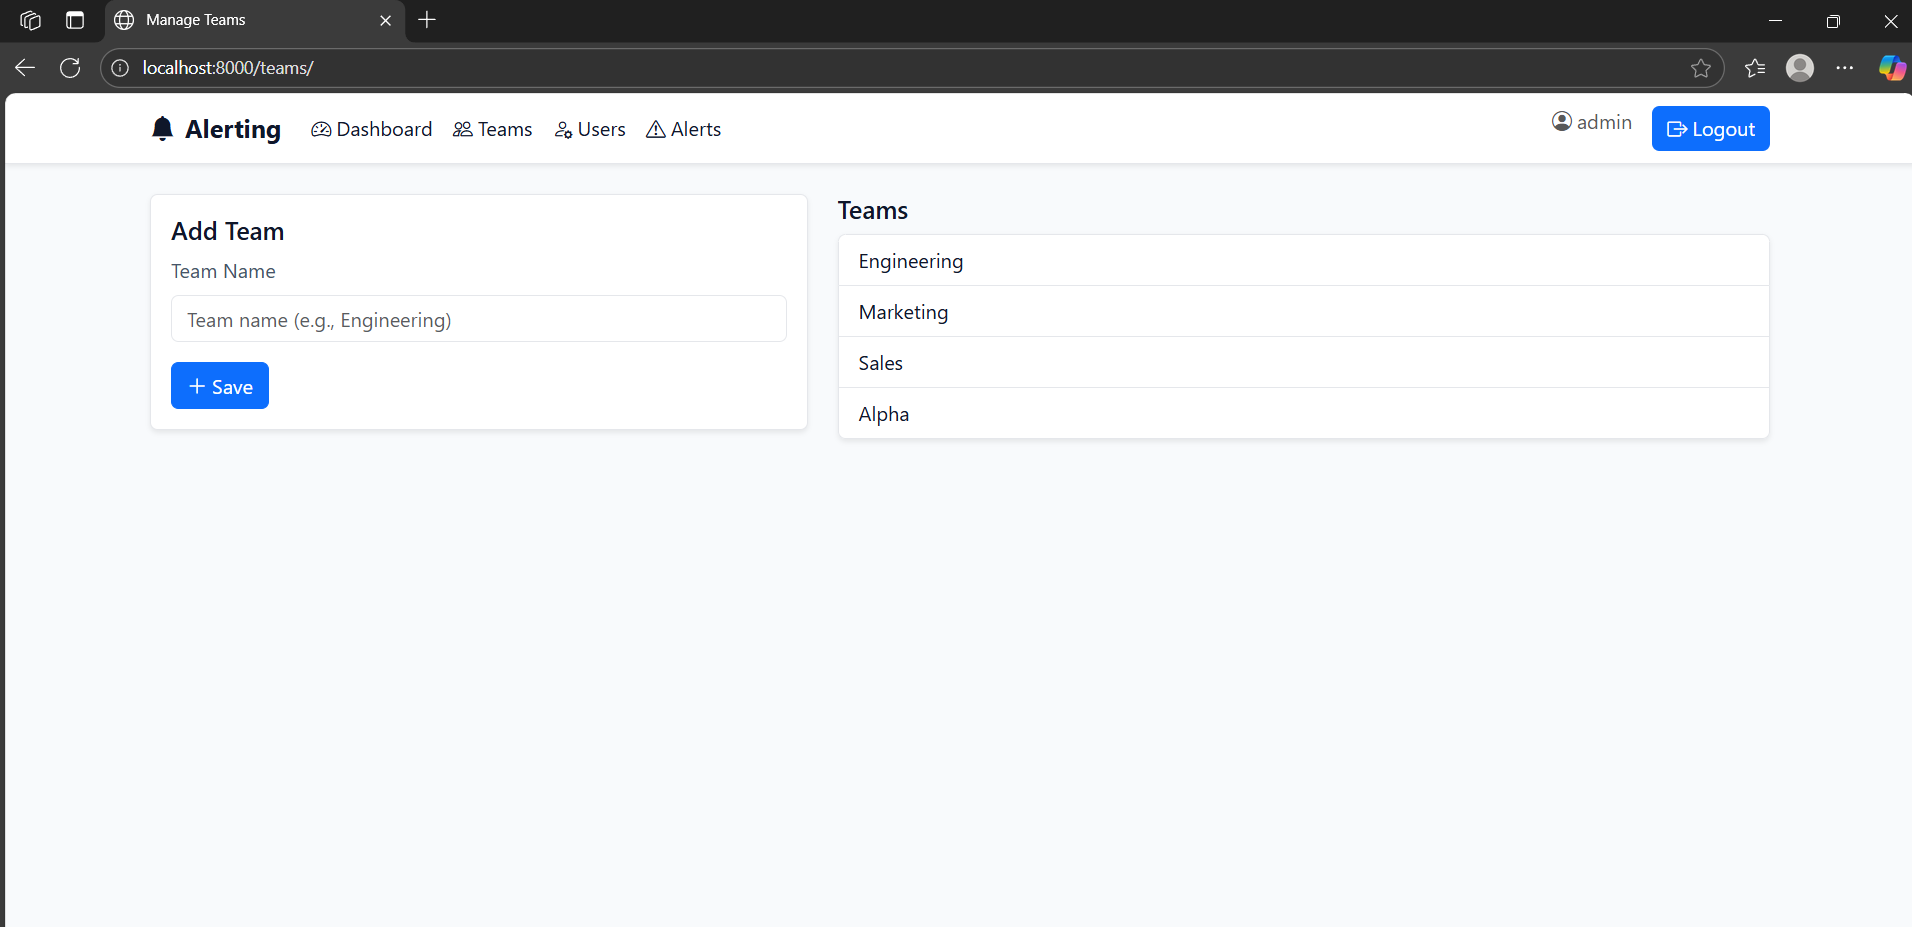 Manage Teams
localhost:8000/teams/
Alerting Dashboard Teams Users Alerts admin Logout
Add Team
Team Name
Team name (e.g., Engineering)
Save
Teams
Engineering
Marketing
Sales
Alpha